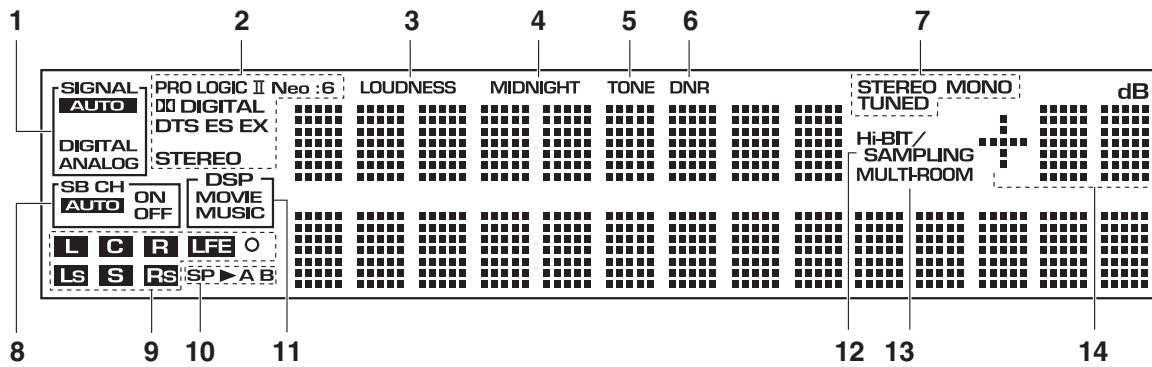 1 2 3 4 5 6 7
SIGNAL PRO LOGIC II Neo :6 LOUDNESS MIDNIGHT TONE DNR STEREO MONO dB
AUTO DIGITAL TUNED
DTS ES EX
DIGITAL Hi-BIT/
ANALOG STEREO SAMPLING
SB CH DSP MULTI-ROOM
AUTO ON MOVIE
OFF MUSIC
L C R LFE
LS S RS SP ►A B
8 9 10 11 12 13 14